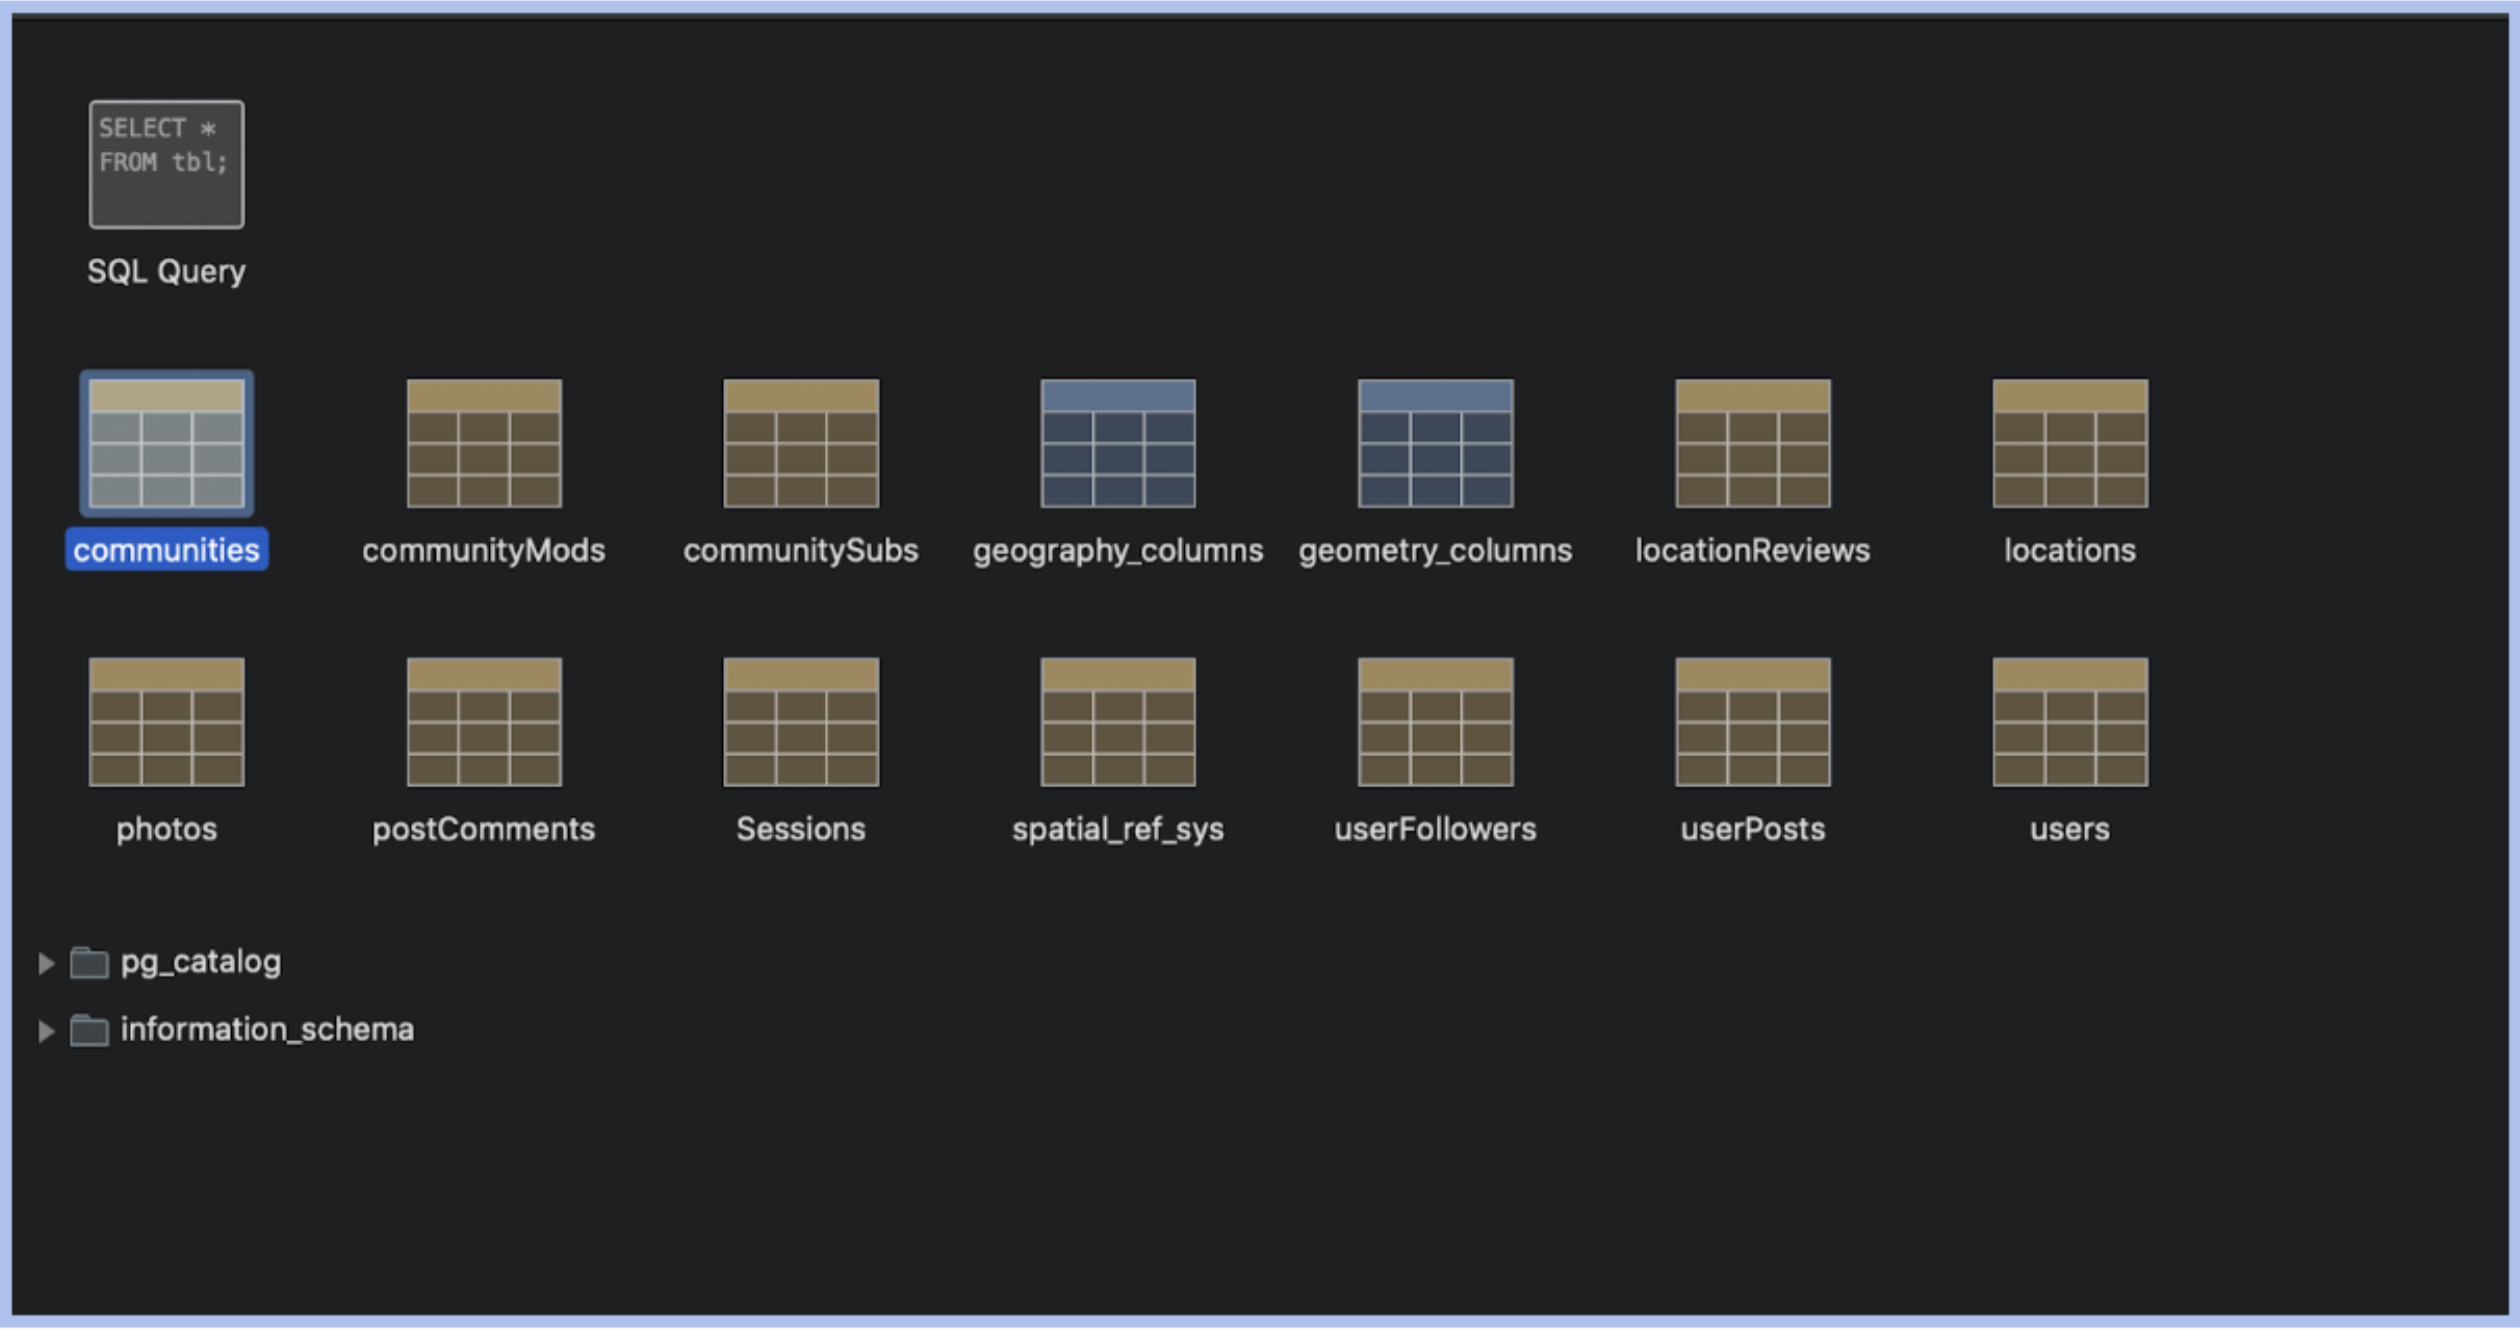 SELECT *
FROM tbl;
SQL Query
communities communityMods communitySubs geography_columns geometry_columns locationReviews locations
photos postComments Sessions spatial_ref_sys userFollowers userPosts users
pg_catalog
information_schema